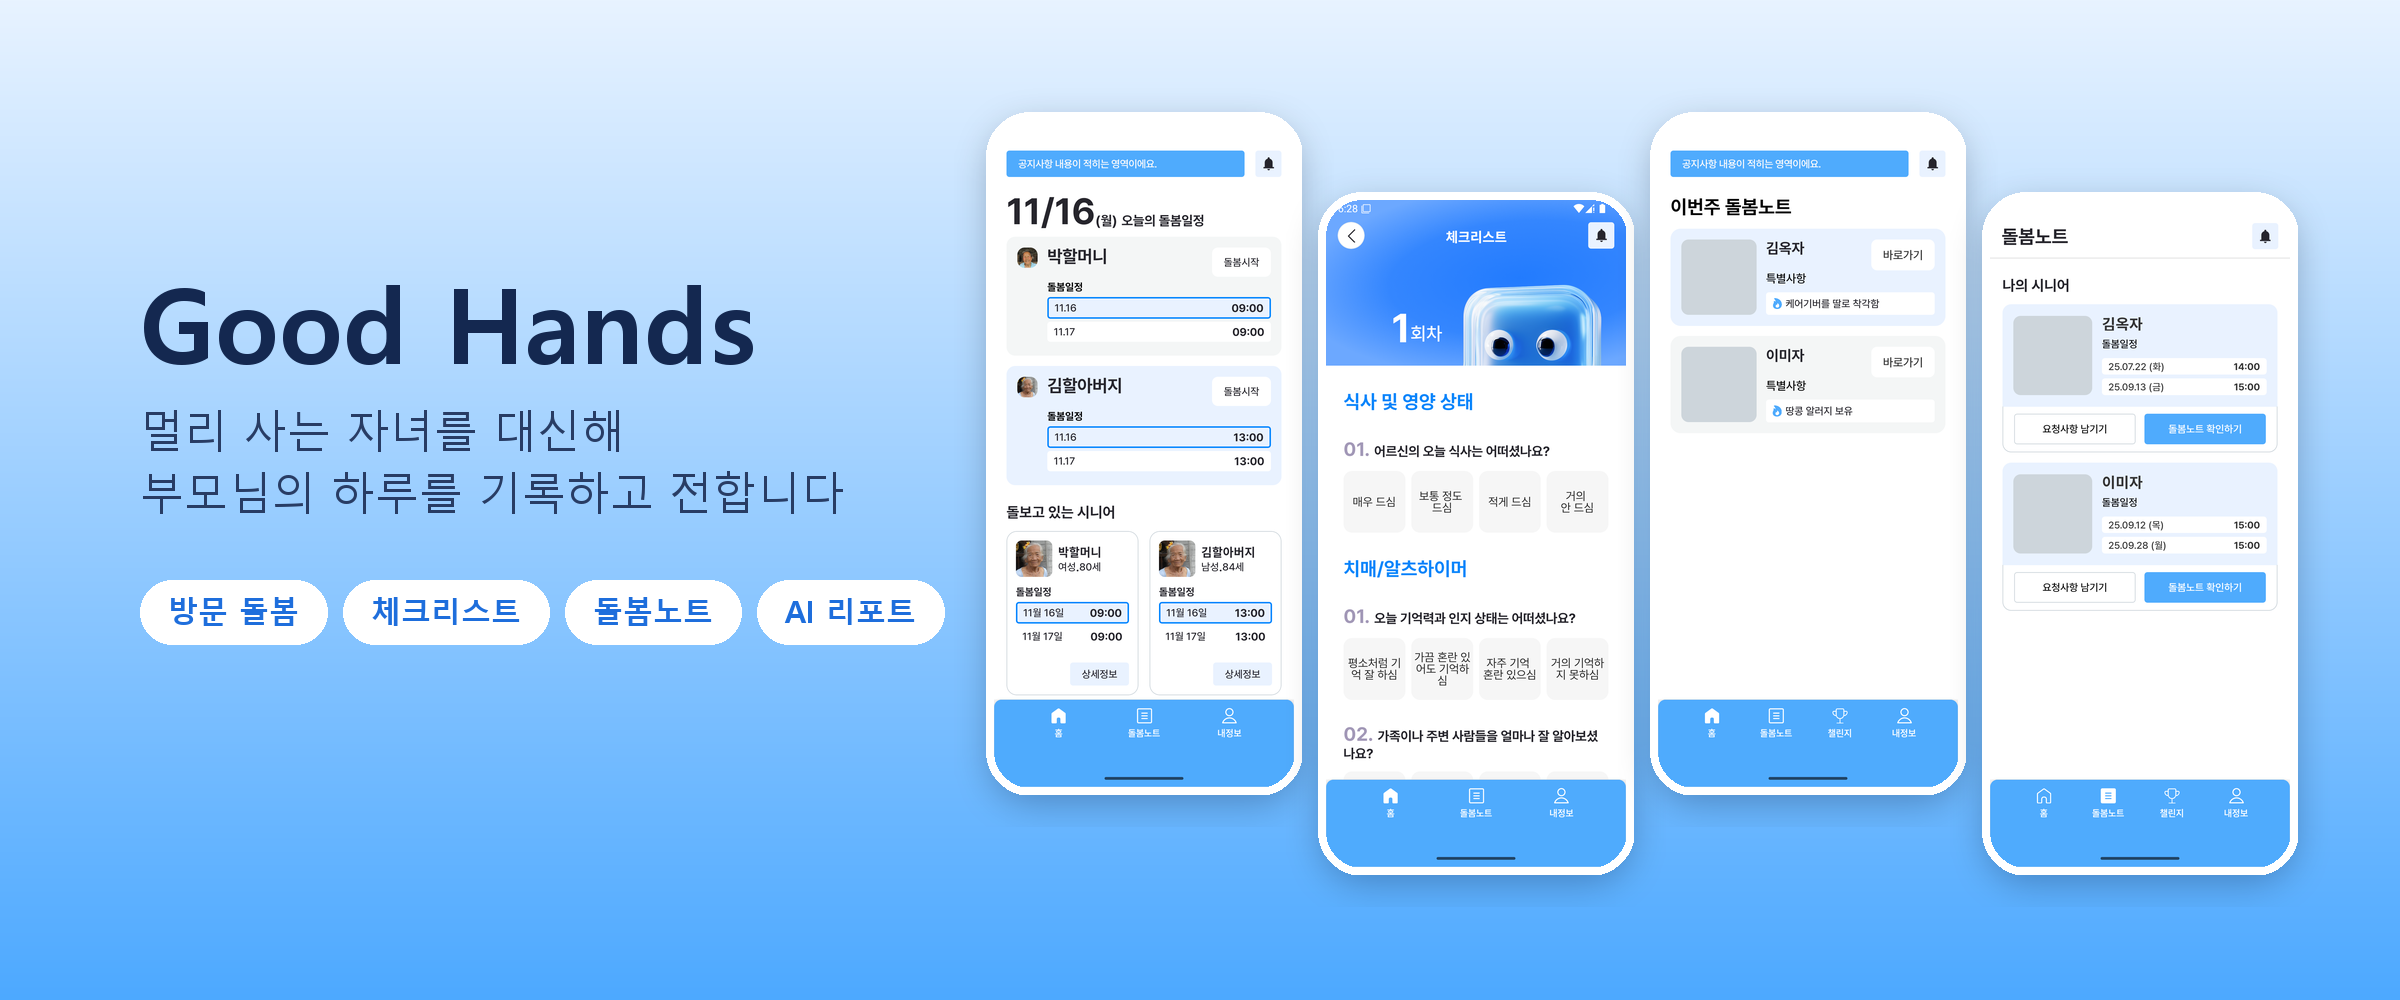 Good Hands
멀리 사는 자녀를 대신해
부모님의 하루를 기록하고 전합니다
방문 돌봄
체크리스트
돌봄노트
AI 리포트
공지사항 내용이 적히는 영역이에요.
11/16(월) 오늘의 돌봄일정
박할머니
돌봄시작
돌봄일정
11.16 09:00
11.17 09:00
김할아버지
돌봄시작
돌봄일정
11.16 13:00
11.17 13:00
돌보고 있는 시니어
박할머니
여성,80세
돌봄일정
11월 16일 09:00
11월 17일 09:00
상세정보
김할아버지
남성,84세
돌봄일정
11월 16일 13:00
11월 17일 13:00
상세정보
홈
돌봄노트
내정보
:28
체크리스트
1회차
식사 및 영양 상태
01. 어르신의 오늘 식사는 어떠셨나요?
매우 드심
보통 정도
드심
적게 드심
거의
안 드심
치매/알츠하이머
01. 오늘 기억력과 인지 상태는 어떠셨나요?
평소처럼 기
억 잘 하심
가끔 혼란 있
어도 기억하
심
자주 기억
혼란 있으심
거의 기억하
지 못하심
02. 가족이나 주변 사람들을 얼마나 잘 알아보셨
나요?
홈
돌봄노트
내정보
공지사항 내용이 적히는 영역이에요.
이번주 돌봄노트
김옥자
바로가기
특별사항
케어기버를 딸로 착각함
이미자
바로가기
특별사항
땅콩 알러지 보유
홈
돌봄노트
챌린지
내정보
돌봄노트
나의 시니어
김옥자
돌봄일정
25.07.22 (화) 14:00
25.09.13 (금) 15:00
요청사항 남기기
돌봄노트 확인하기
이미자
돌봄일정
25.09.12 (목) 15:00
25.09.28 (월) 15:00
요청사항 남기기
돌봄노트 확인하기
홈
돌봄노트
챌린지
내정보